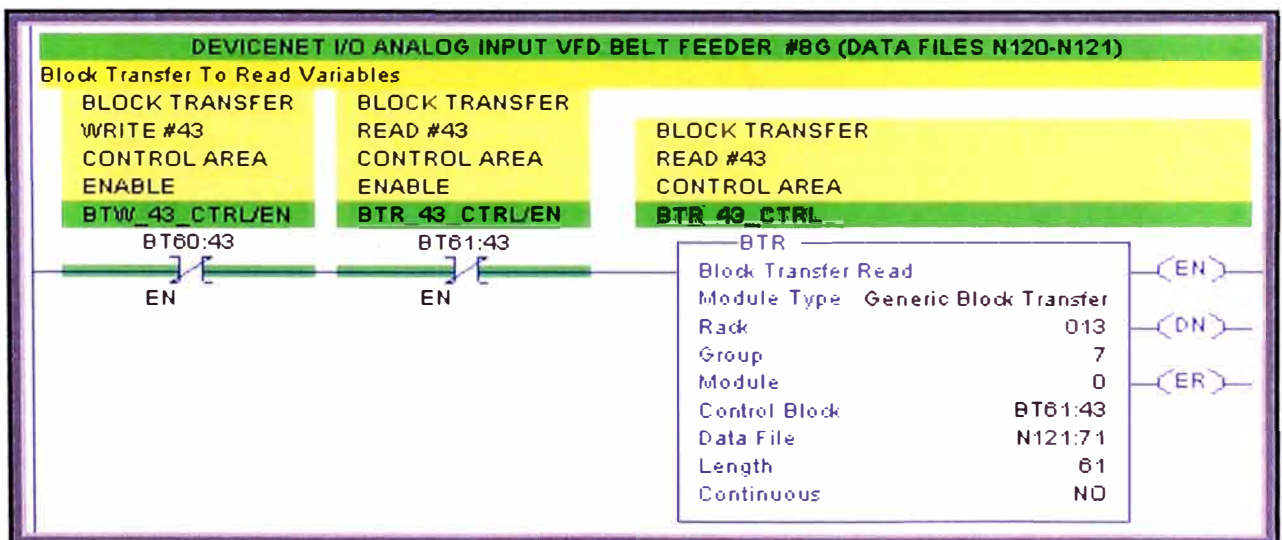 DEVICENET I/O ANALOG INPUT VFD BELT FEEDER #8G (DATA FILES N120-N121)
Block Transfer To Read Variables
BLOCK TRANSFER
WRITE #43
CONTROL AREA
ENABLE
BTW_43_CTRL/EN
BT60:43
EN
BLOCK TRANSFER
READ #43
CONTROL AREA
ENABLE
BTR_43_CTRL/EN
BT61:43
EN
BLOCK TRANSFER
READ #43
CONTROL AREA
BTR_43_CTRL
BTR
Block Transfer Read
Module Type Generic Block Transfer
Rack 013
Group 7
Module 0
Control Block BT61:43
Data File N121:71
Length 61
Continuous NO
EN
DN
ER